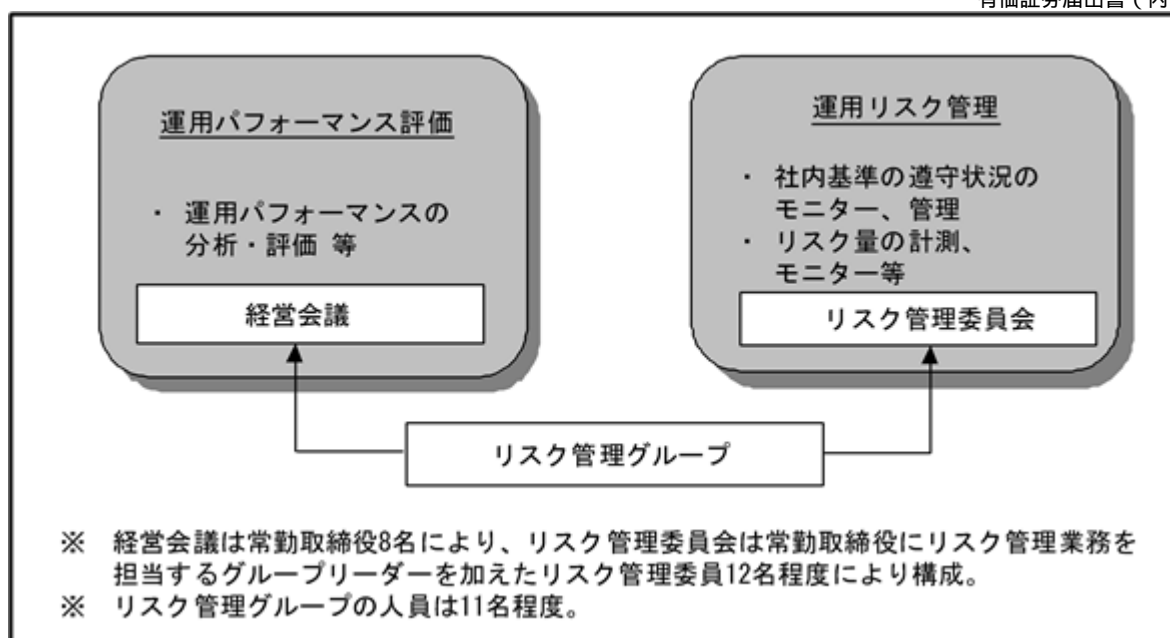 有価証券届出書（内
運用パフォーマンス評価
・ 運用パフォーマンスの
分析・評価 等
経営会議
運用リスク管理
・ 社内基準の遵守状況の
モニター、管理
・ リスク量の計測、
モニター等
リスク管理委員会
リスク管理グループ
※ 経営会議は常勤取締役8名により、リスク管理委員会は常勤取締役にリスク管理業務を
担当するグループリーダーを加えたリスク管理委員12名程度により構成。
※ リスク管理グループの人員は11名程度。